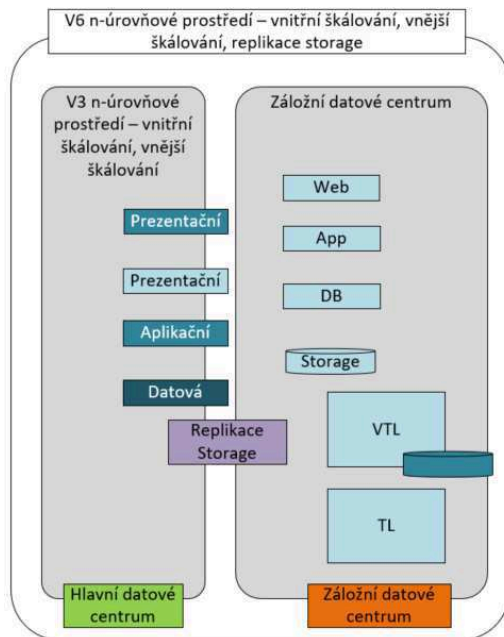 V6 n-úrovňové prostředí – vnitřní škálování, vnější
škálování, replikace storage
V3 n-úrovňové
prostředí – vnitřní
škálování, vnější
škálování
Prezentační
Prezentační
Aplikační
Datová
Replikace
Storage
Hlavní datové
centrum
Záložní datové centrum
Web
App
DB
Storage
VTL
TL
Záložní datové
centrum